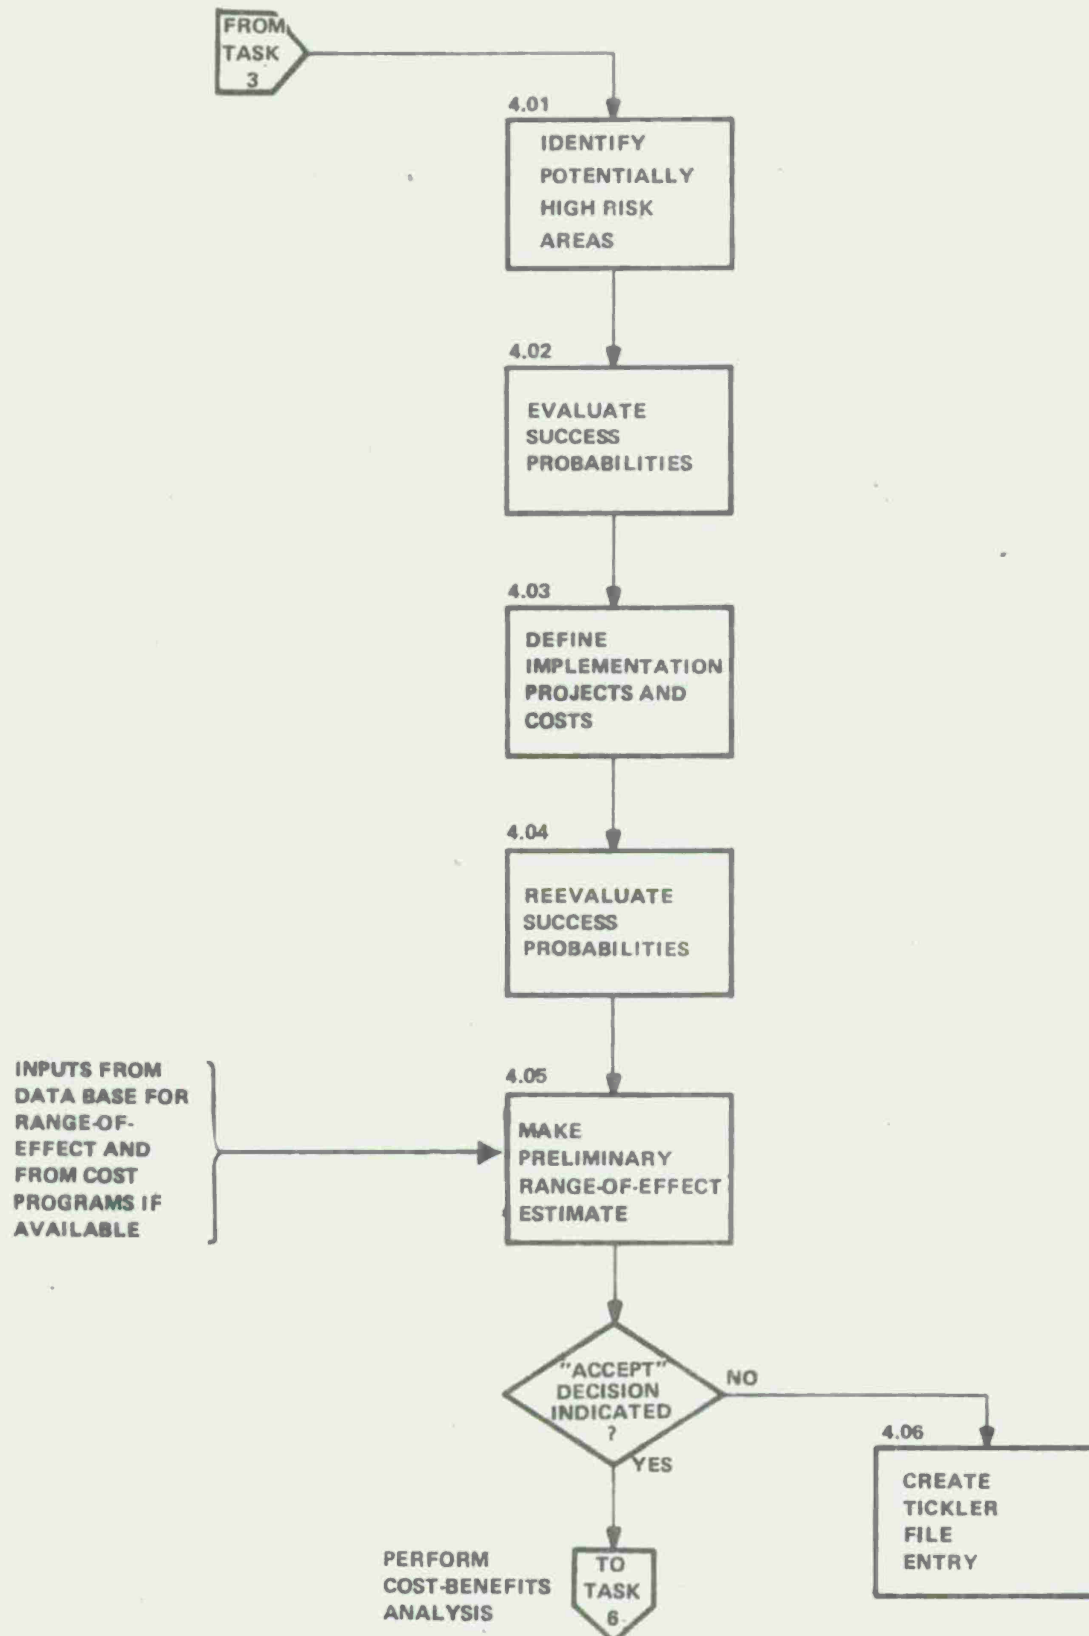 FROM
TASK
3
4.01
IDENTIFY
POTENTIALLY
HIGH RISK
AREAS
4.02
EVALUATE
SUCCESS
PROBABILITIES
4.03
DEFINE
IMPLEMENTATION
PROJECTS AND
COSTS
4.04
REEVALUATE
SUCCESS
PROBABILITIES
INPUTS FROM
DATA BASE FOR
RANGE-OF-
EFFECT AND
FROM COST
PROGRAMS IF
AVAILABLE
4.05
MAKE
PRELIMINARY
RANGE-OF-EFFECT
ESTIMATE
"ACCEPT"
DECISION
INDICATED
?
NO
YES
4.06
CREATE
TICKLER
FILE
ENTRY
PERFORM
COST-BENEFITS
ANALYSIS
TO
TASK
6